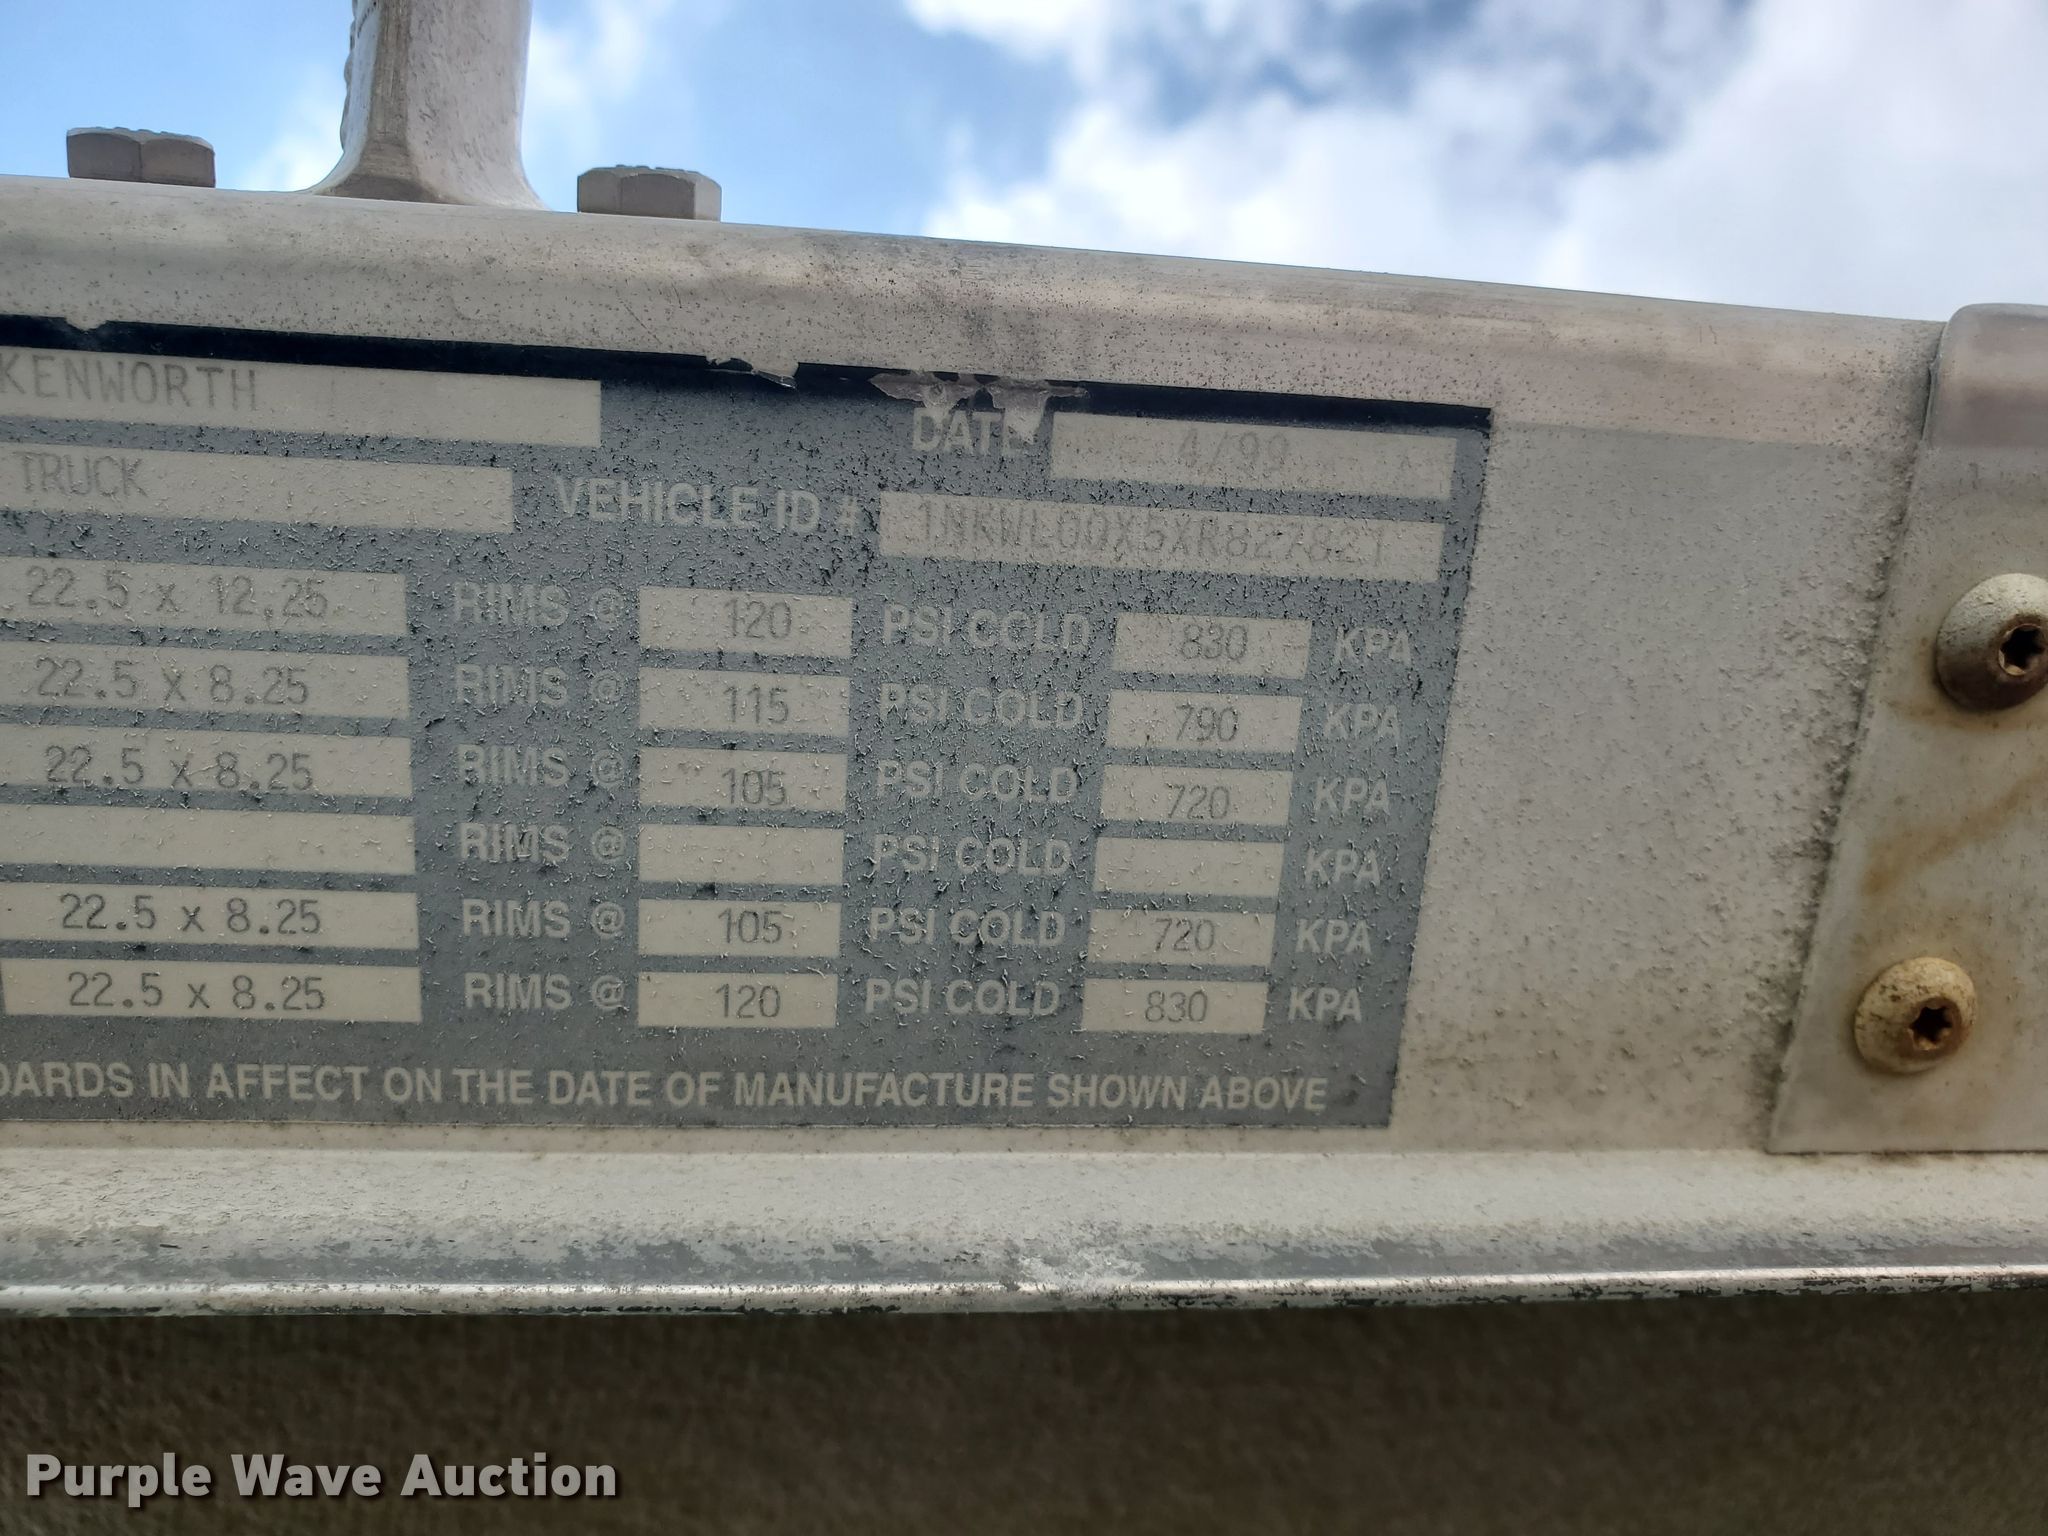 KENWORTH DATE 4/99
TRUCK VEHICLE ID # 1NKWL00X5XR827821
22.5 x 12.25 RIMS @ 120 PSI COLD 830 KPA
22.5 x 8.25 RIMS @ 115 PSI COLD 790 KPA
22.5 x 8.25 RIMS @ 105 PSI COLD 720 KPA
RIMS @ PSI COLD KPA
22.5 x 8.25 RIMS @ 105 PSI COLD 720 KPA
22.5 x 8.25 RIMS @ 120 PSI COLD 830 KPA
DARDS IN AFFECT ON THE DATE OF MANUFACTURE SHOWN ABOVE
Purple Wave Auction